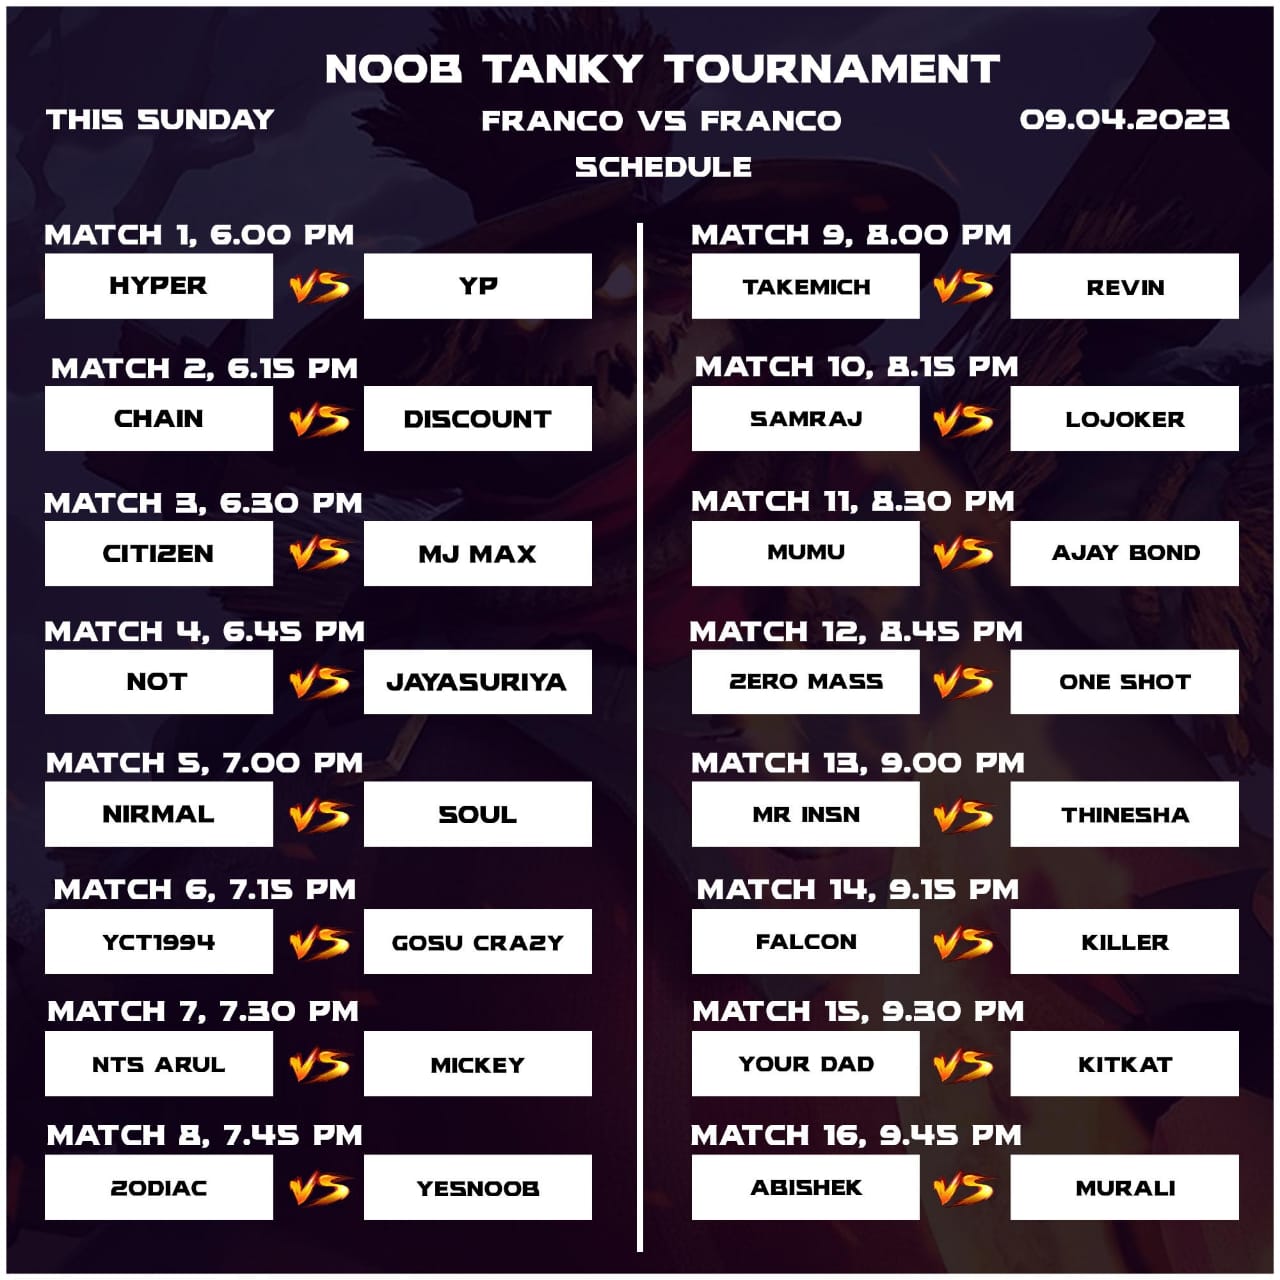 NOOB TANKY TOURNAMENT
THIS SUNDAY
FRANCO VS FRANCO
09.04.2023
SCHEDULE
MATCH 1, 6.00 PM
HYPER VS YP
MATCH 2, 6.15 PM
CHAIN VS DISCOUNT
MATCH 3, 6.30 PM
CITIZEN VS MJ MAX
MATCH 4, 6.45 PM
NOT VS JAYASURIYA
MATCH 5, 7.00 PM
NIRMAL VS SOUL
MATCH 6, 7.15 PM
YCT1994 VS GOSU CRAZY
MATCH 7, 7.30 PM
NTS ARUL VS MICKEY
MATCH 8, 7.45 PM
ZODIAC VS YESNOOB
MATCH 9, 8.00 PM
TAKEMICH VS REVIN
MATCH 10, 8.15 PM
SAMRAJ VS LOJOKER
MATCH 11, 8.30 PM
MUMU VS AJAY BOND
MATCH 12, 8.45 PM
ZERO MASS VS ONE SHOT
MATCH 13, 9.00 PM
MR INSN VS THINESHA
MATCH 14, 9.15 PM
FALCON VS KILLER
MATCH 15, 9.30 PM
YOUR DAD VS KITKAT
MATCH 16, 9.45 PM
ABISHEK VS MURALI